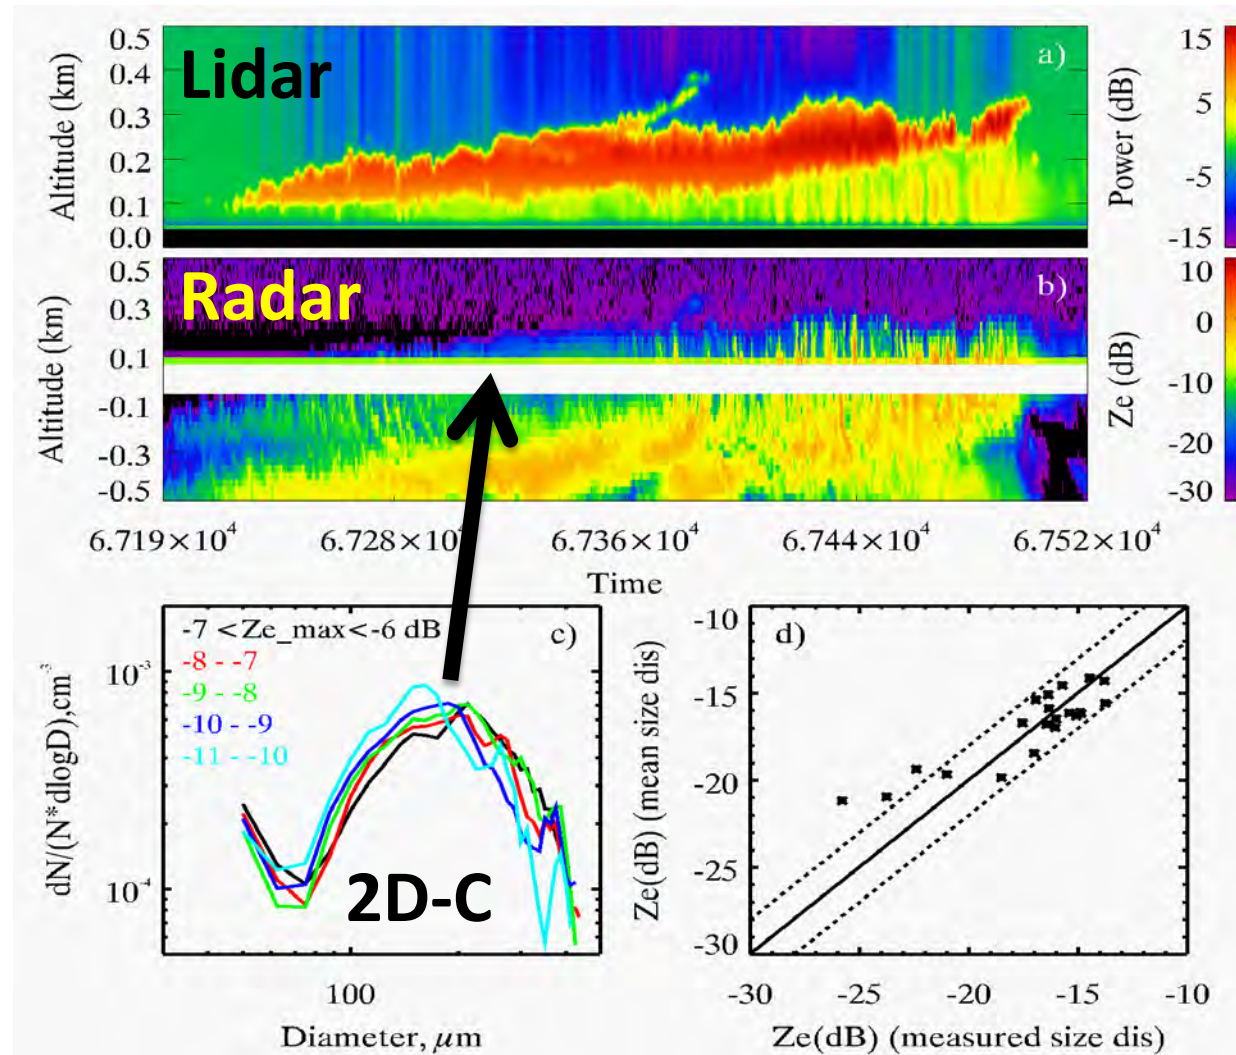 Lidar
a)
Altitude (km)
0.5
0.4
0.3
0.2
0.1
0.0
Power (dB)
15
5
-5
-15
Radar
b)
Altitude (km)
Altitude (km)
0.5
0.3
0.1
-0.1
-0.3
-0.5
Ze (dB)
10
0
-10
-20
-30
6.719×10⁴
6.728×10⁴
6.736×10⁴
6.744×10⁴
6.752×10⁴
Time
-7 <Ze_max<-6 dB
c)
-8 - -7
-9 - -8
-10 - -9
-11 - -10
2D-C
dN/(N*dlogD),cm⁻³
10⁻³
10⁻⁴
100
Diameter, μm
d)
Ze(dB) (mean size dis)
-10
-15
-20
-25
-30
-30
-25
-20
-15
-10
Ze(dB) (measured size dis)